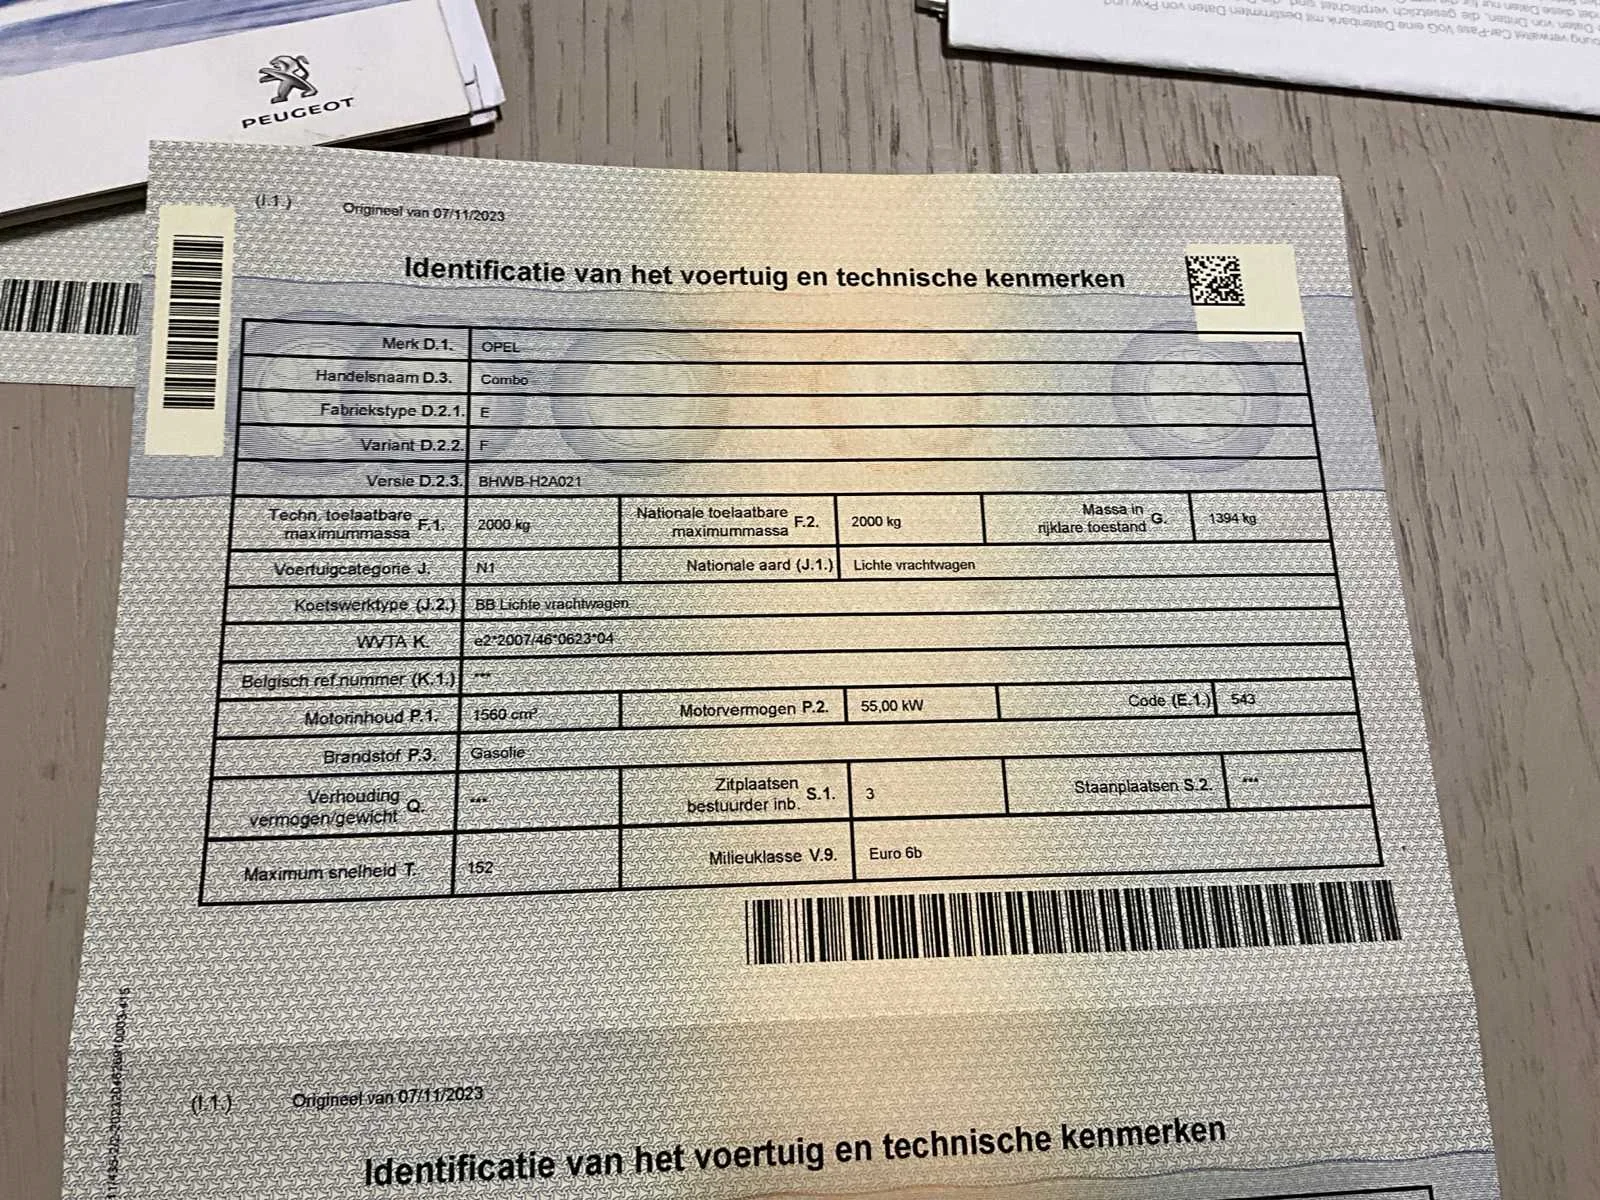 PEUGEOT
(I.1.) Origineel van 07/11/2023
Identificatie van het voertuig en technische kenmerken
Merk D.1. OPEL
Handelsnaam D.3. Combo
Fabriekstype D.2.1. E
Variant D.2.2. F
Versie D.2.3. BHWB-H2A021
Techn. toelaatbare maximummassa F.1. 2000 kg Nationale toelaatbare maximummassa F.2. 2000 kg Massa in rijklare toestand G. 1394 kg
Voertuigcategorie J. N1 Nationale aard (J.1.) Lichte vrachtwagen
Koetswerktype (J.2.) BB Lichte vrachtwagen
WVTA K. e2*2007/46*0623*04
Belgisch ref.nummer (K.1.) ***
Motorinhoud P.1. 1560 cm³ Motorvermogen P.2. 55,00 kW Code (E.1.) 543
Brandstof P.3. Gasolie
Verhouding vermogen/gewicht Q. *** Zitplaatsen bestuurder inb. S.1. 3 Staanplaatsen S.2. ***
Maximum snelheid T. 152 Milieuklasse V.9. Euro 6b
(I.1.) Origineel van 07/11/2023
Identificatie van het voertuig en technische kenmerken